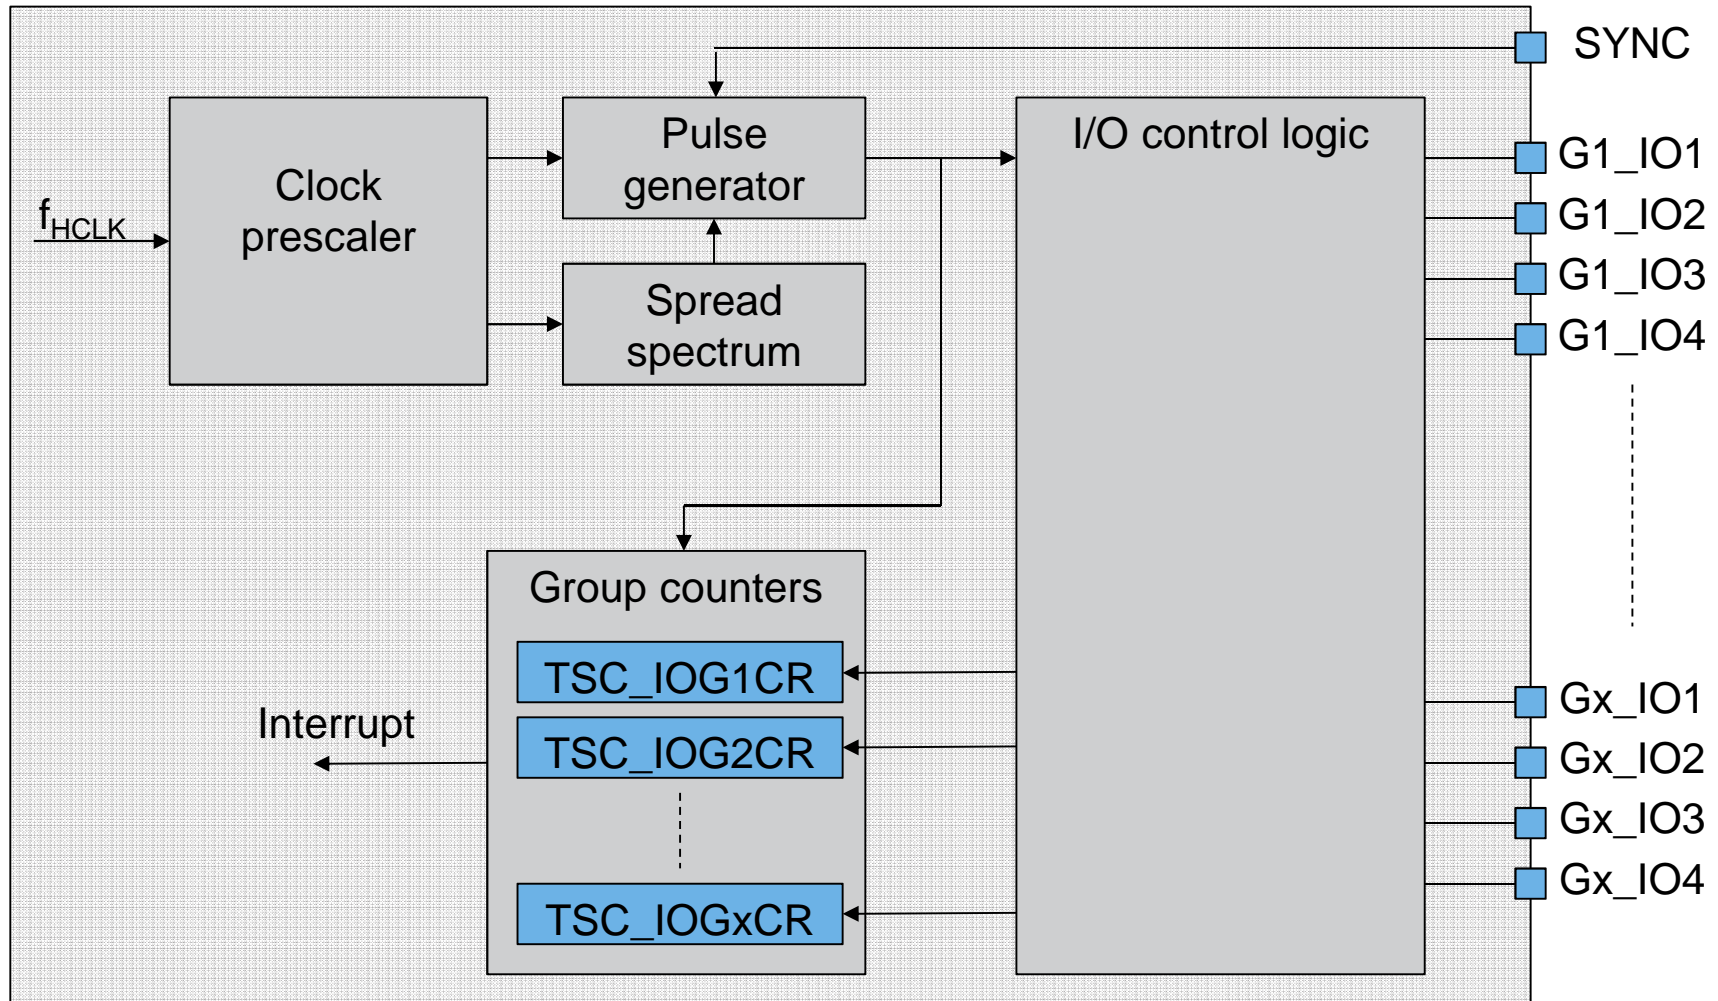 SYNC
Clock
prescaler
fHCLK
Pulse
generator
Spread
spectrum
I/O control logic
G1_IO1
G1_IO2
G1_IO3
G1_IO4
Group counters
TSC_IOG1CR
TSC_IOG2CR
TSC_IOGxCR
Interrupt
Gx_IO1
Gx_IO2
Gx_IO3
Gx_IO4